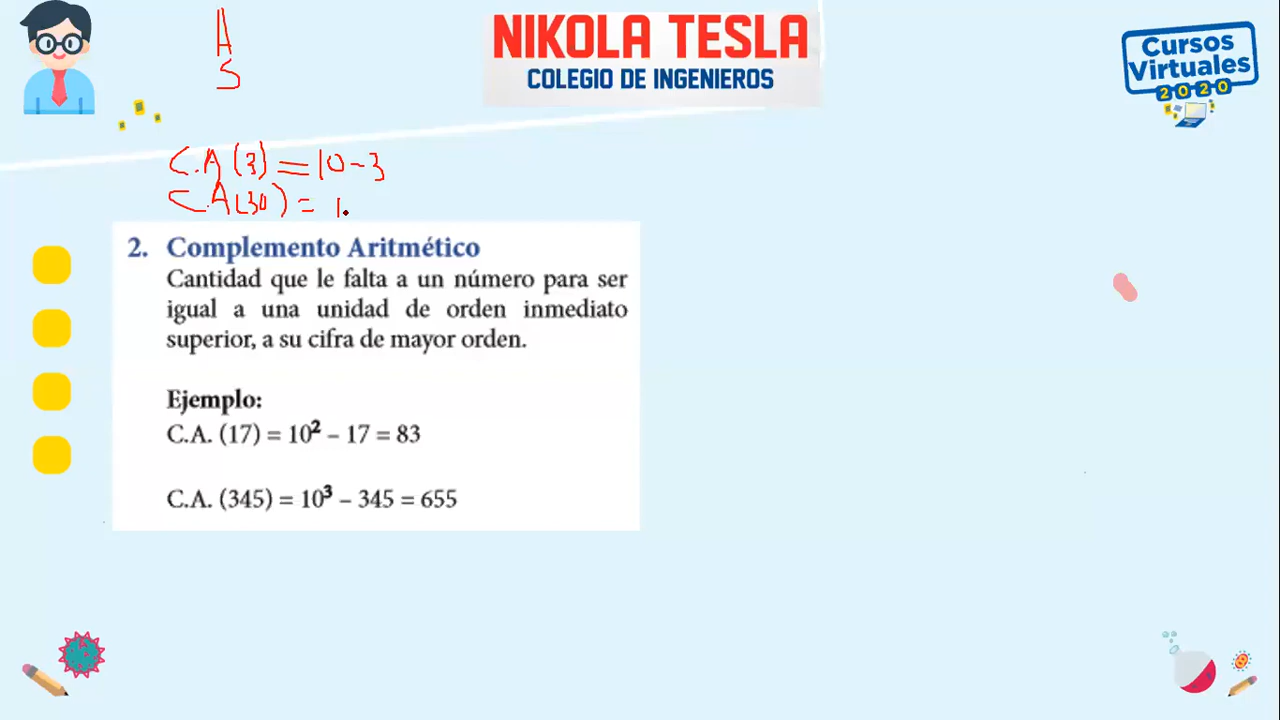 A
S
NIKOLA TESLA
COLEGIO DE INGENIEROS
Cursos
Virtuales
2020
C.A (3) = 10 - 3
C.A (30) = 1
2. Complemento Aritmético
Cantidad que le falta a un número para ser
igual a una unidad de orden inmediato
superior, a su cifra de mayor orden.
Ejemplo:
C.A. (17) = 10² – 17 = 83
C.A. (345) = 10³ – 345 = 655